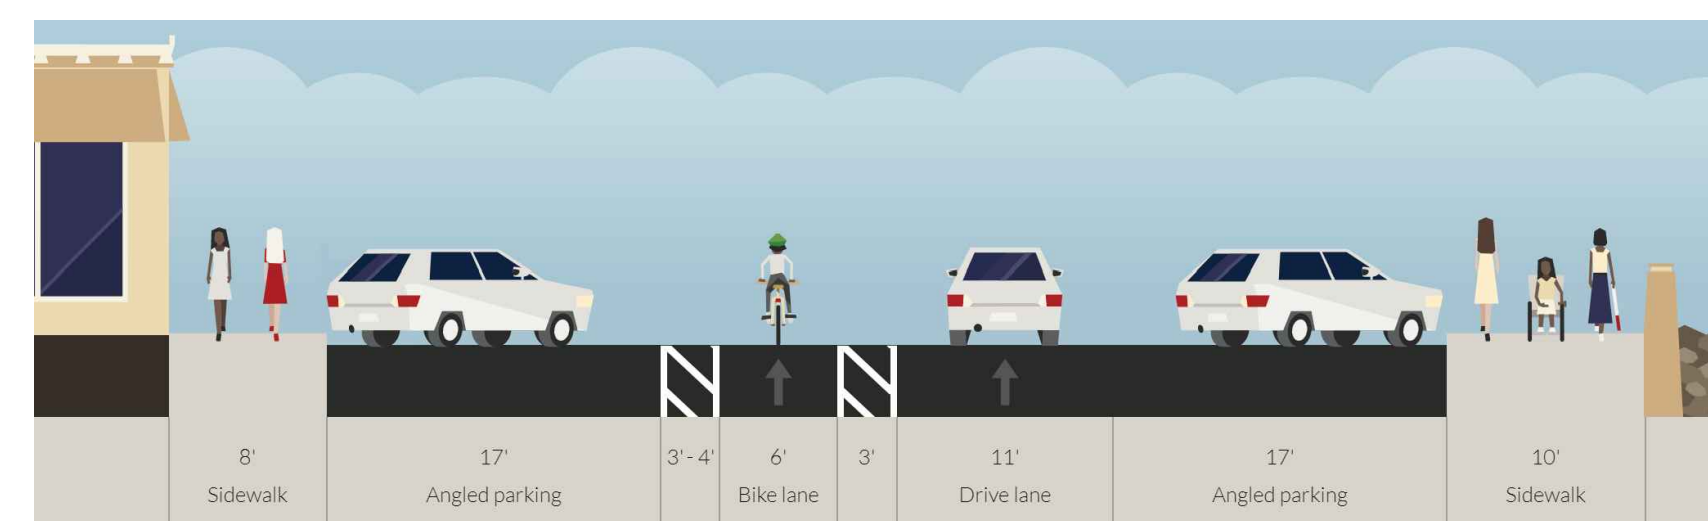 8' 17' 3'- 4' 6' 3' 11' 17' 10'
Sidewalk Angled parking Bike lane Drive lane Angled parking Sidewalk